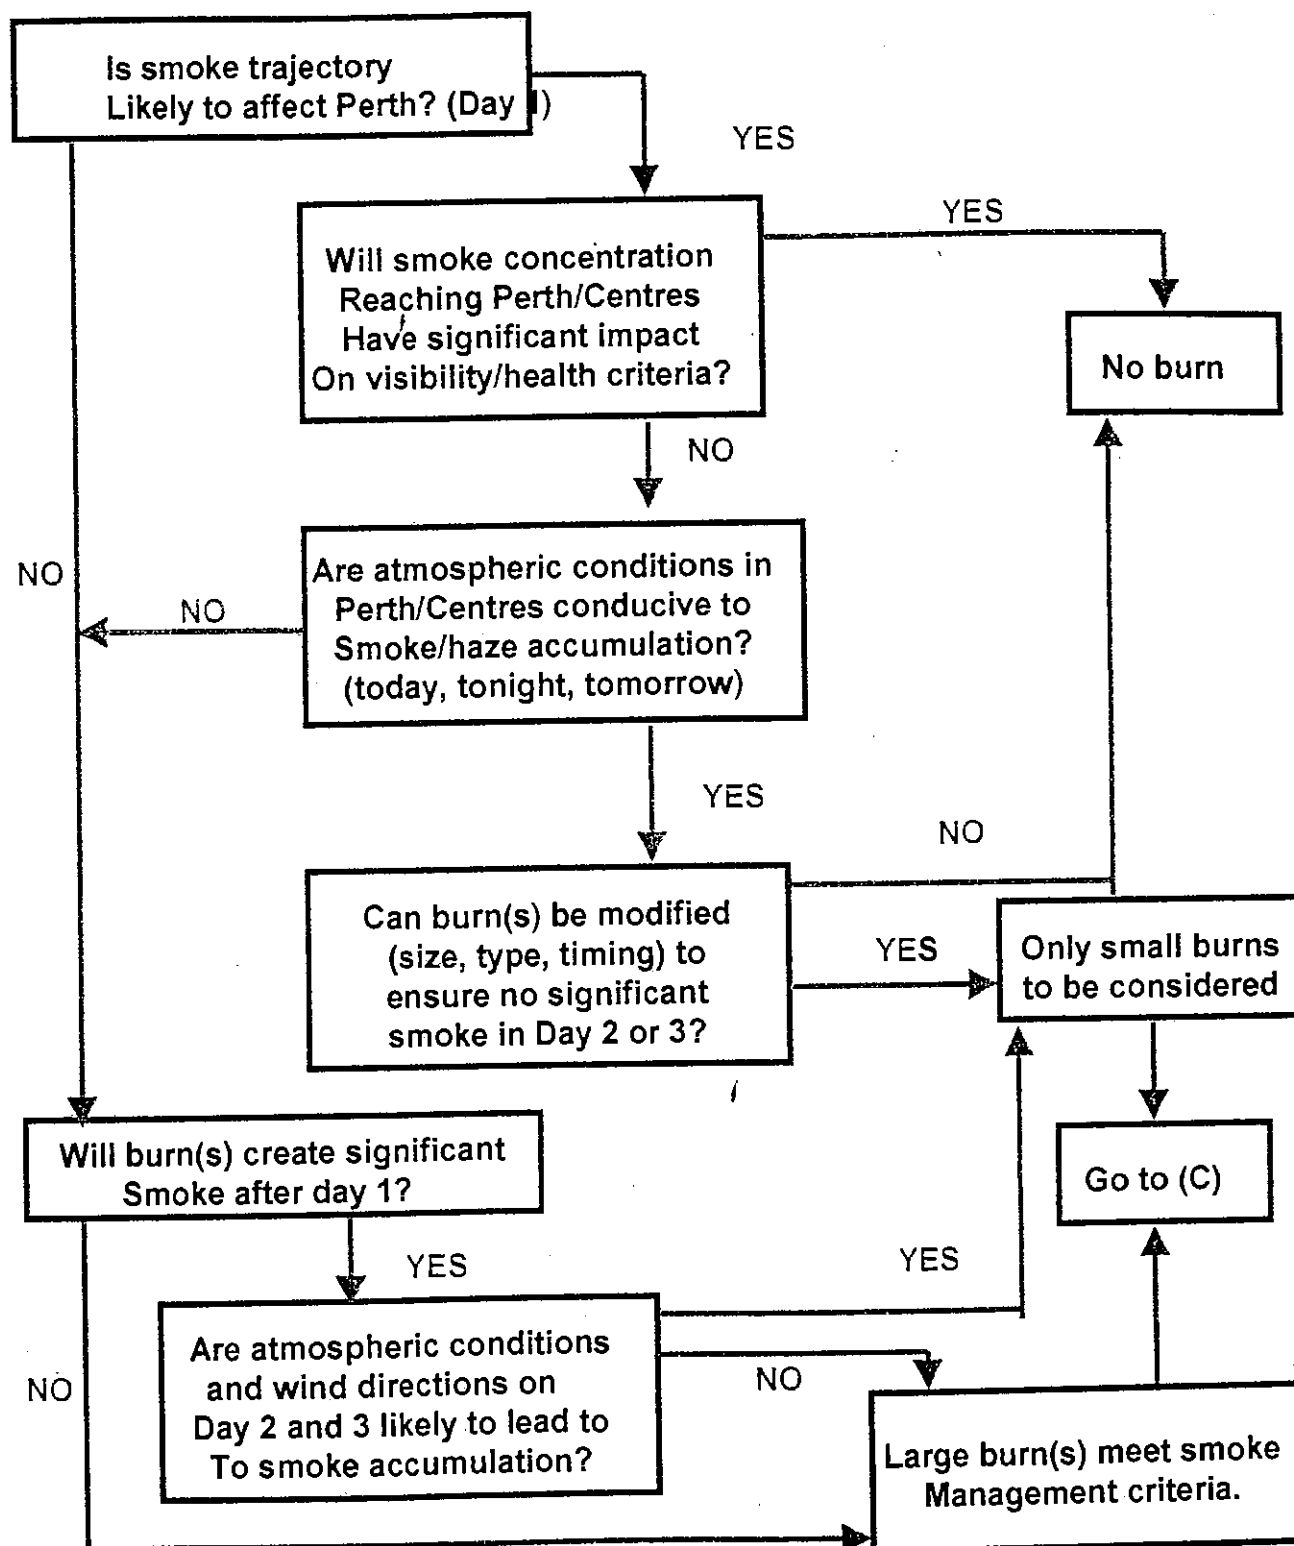 Is smoke trajectory
Likely to affect Perth? (Day 1)
YES
Will smoke concentration
Reaching Perth/Centres
Have significant impact
On visibility/health criteria?
YES
No burn
NO
NO
Are atmospheric conditions in
Perth/Centres conducive to
Smoke/haze accumulation?
(today, tonight, tomorrow)
NO
YES
Can burn(s) be modified
(size, type, timing) to
ensure no significant
smoke in Day 2 or 3?
NO
YES
Only small burns
to be considered
Will burn(s) create significant
Smoke after day 1?
Go to (C)
YES
YES
Are atmospheric conditions
and wind directions on
Day 2 and 3 likely to lead to
To smoke accumulation?
NO
NO
Large burn(s) meet smoke
Management criteria.